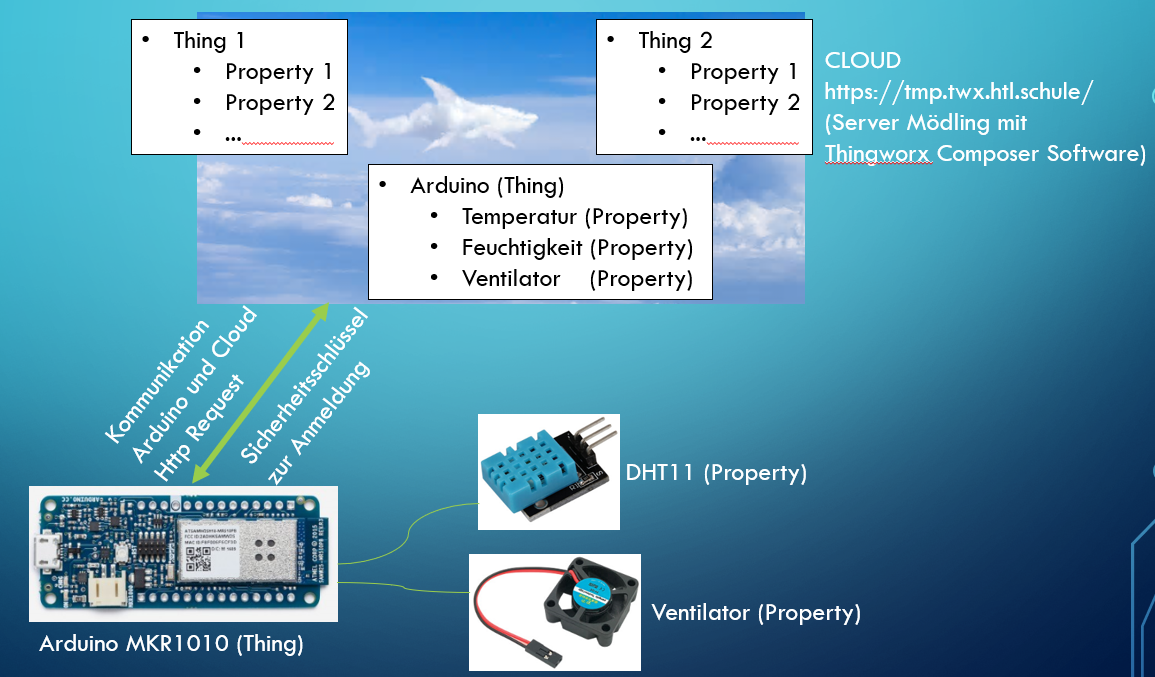 Thing 1
Property 1
Property 2
...
Thing 2
Property 1
Property 2
...
CLOUD
https://tmp.twx.htl.schule/
(Server Mödling mit
Thingworx Composer Software)
Arduino (Thing)
Temperatur (Property)
Feuchtigkeit (Property)
Ventilator (Property)
Kommunikation
Arduino und Cloud
Http Request
Sicherheitsschlüssel
zur Anmeldung
DHT11 (Property)
Ventilator (Property)
ARDUINO.CC
Arduino MKR1010 (Thing)